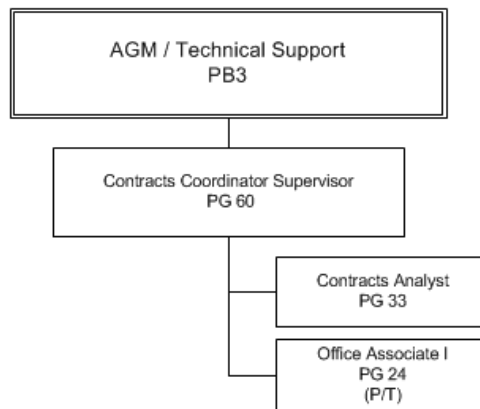 AGM / Technical Support
PB3
Contracts Coordinator Supervisor
PG 60
Contracts Analyst
PG 33
Office Associate I
PG 24
(P/T)